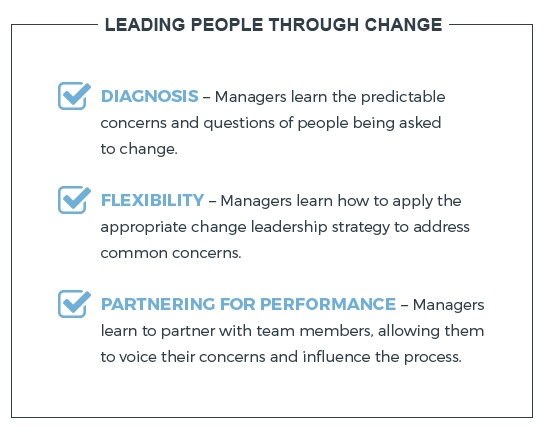 LEADING PEOPLE THROUGH CHANGE
DIAGNOSIS – Managers learn the predictable
concerns and questions of people being asked
to change.
FLEXIBILITY – Managers learn how to apply the
appropriate change leadership strategy to address
common concerns.
PARTNERING FOR PERFORMANCE – Managers
learn to partner with team members, allowing them
to voice their concerns and influence the process.